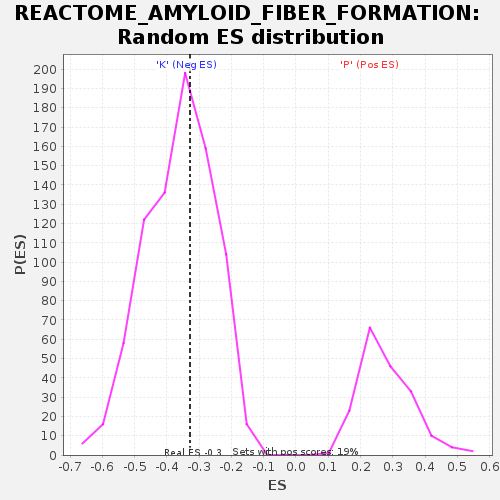 REACTOME_AMYLOID_FIBER_FORMATION:
Random ES distribution
'K' (Neg ES)
'P' (Pos ES)
200
190
180
170
160
150
140
130
120
110
100
90
80
70
60
50
40
30
20
10
0
P(ES)
Real ES -0.3
Sets with pos scores: 19%
-0.7 -0.6 -0.5 -0.4 -0.3 -0.2 -0.1 0.0 0.1 0.2 0.3 0.4 0.5 0.6
ES